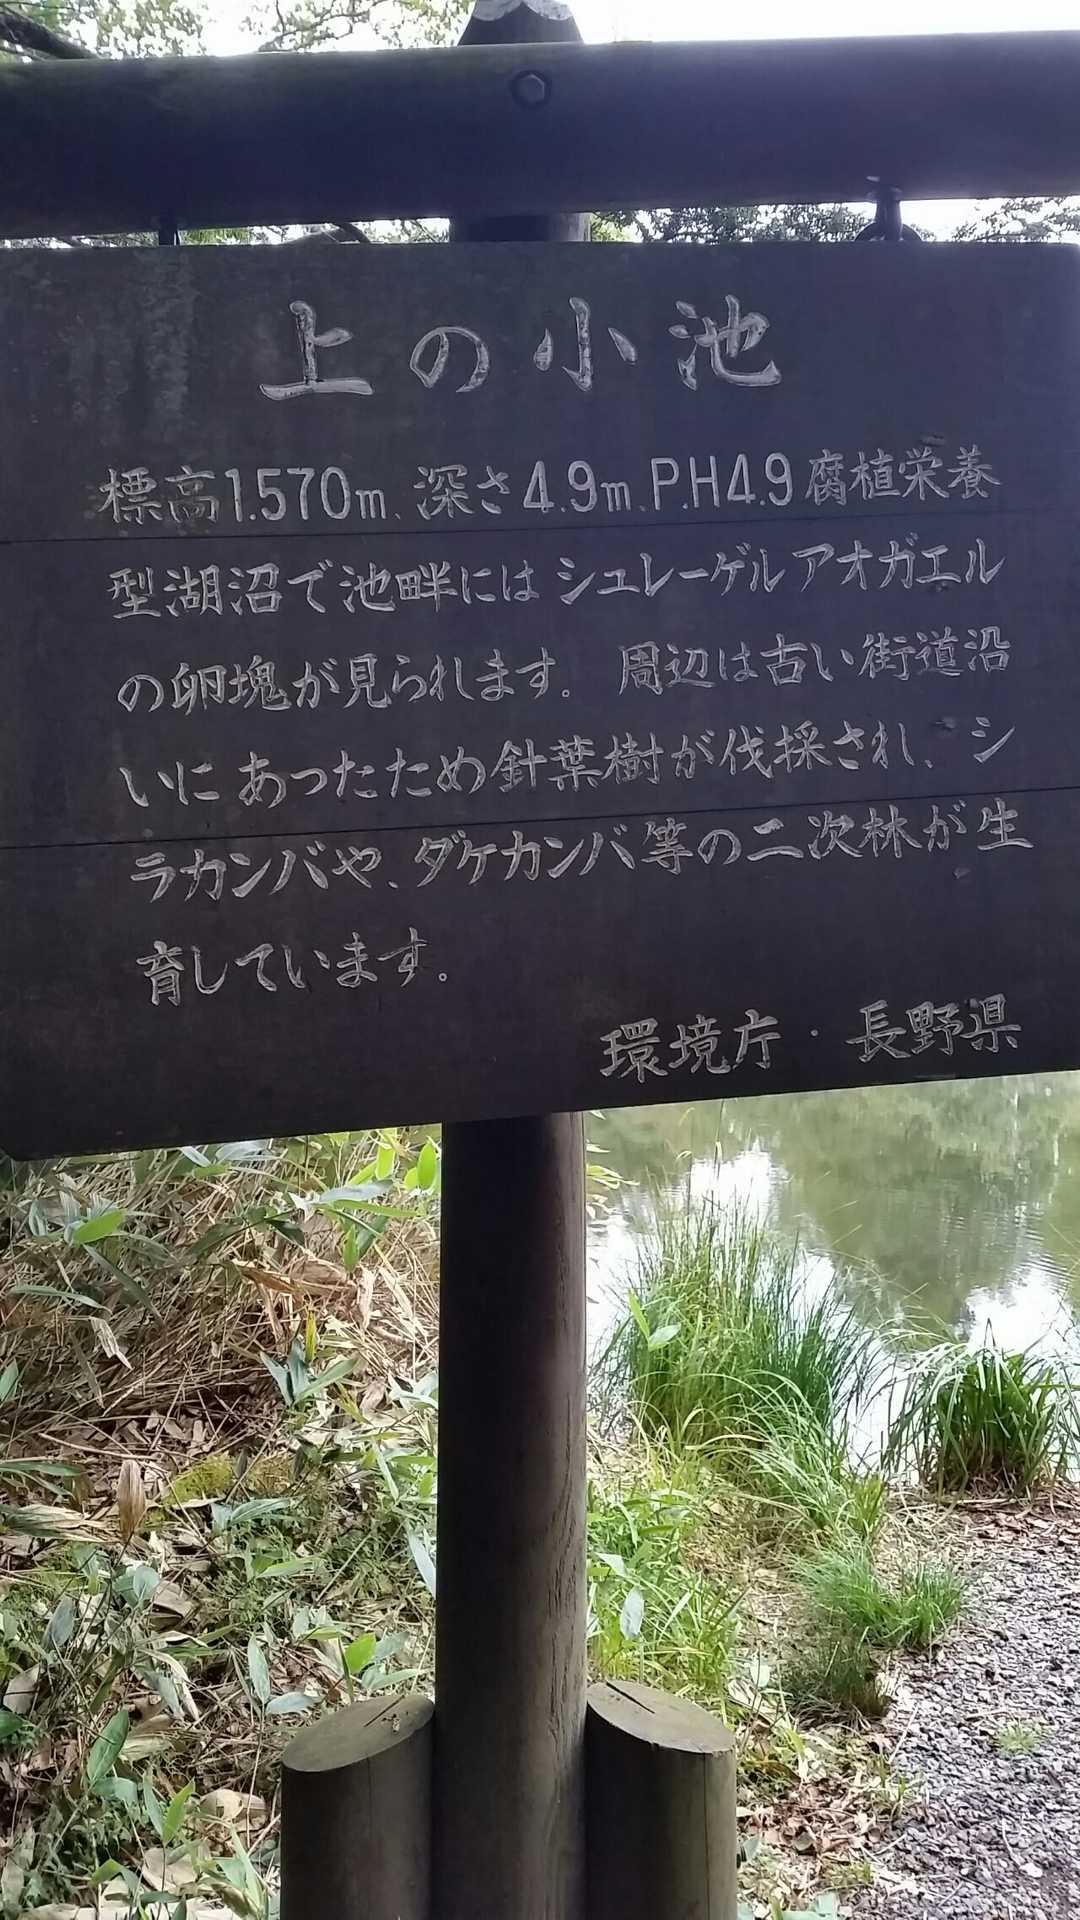 上の小池
標高1.570m、深さ4.9m、P.H4.9腐植栄養
型湖沼で池畔にはシュレーゲルアオガエル
の卵塊が見られます。周辺は古い街道沿
いにあったため針葉樹が伐採され、シ
ラカンバや、ダケカンバ等の二次林が生
育しています。
環境庁・長野県